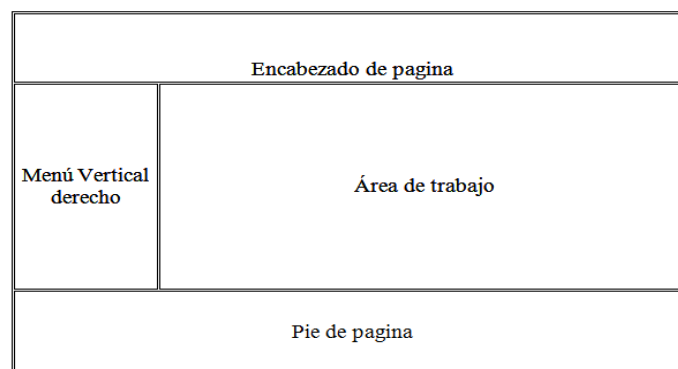 Encabezado de pagina
Menú Vertical
derecho
Área de trabajo
Pie de pagina